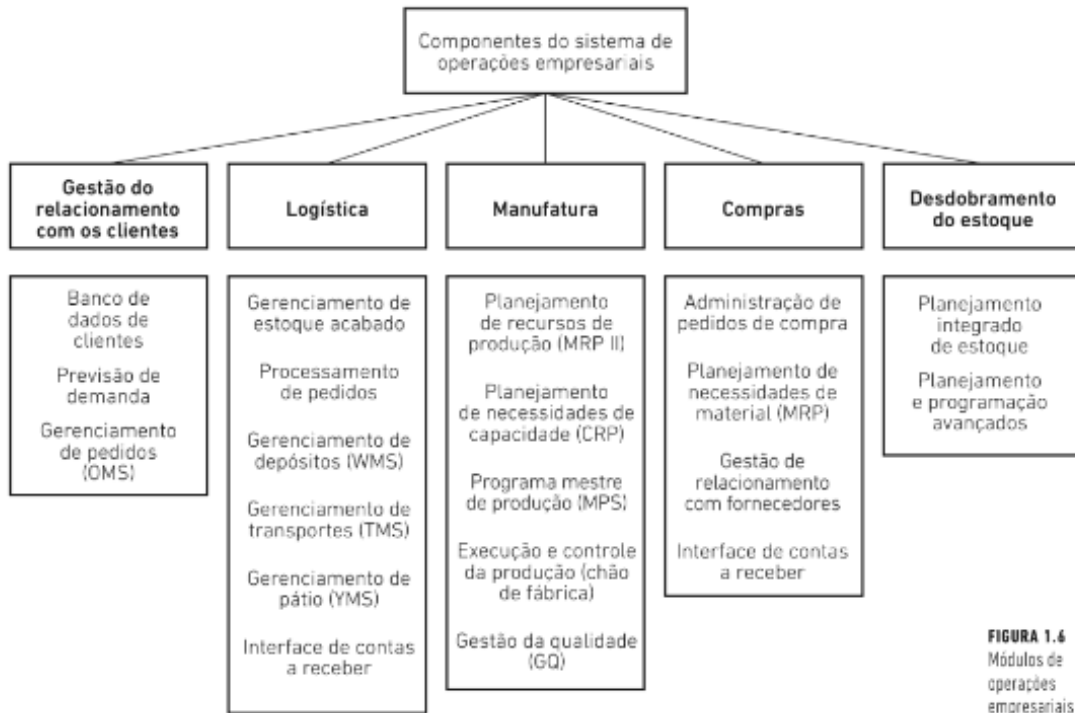 Componentes do sistema de
operações empresariais
Gestão do
relacionamento
com os clientes
Logística
Manufatura
Compras
Desdobramento
do estoque
Banco de
dados de
clientes
Previsão de
demanda
Gerenciamento
de pedidos
(OMS)
Gerenciamento de
estoque acabado
Processamento
de pedidos
Gerenciamento de
depósitos (WMS)
Gerenciamento de
transportes (TMS)
Gerenciamento de
pátio (YMS)
Interface de contas
a receber
Planejamento
de recursos de
produção (MRP II)
Planejamento
de necessidades de
capacidade (CRP)
Programa mestre
de produção (MPS)
Execução e controle
da produção (chão
de fábrica)
Gestão da qualidade
(GQ)
Administração de
pedidos de compra
Planejamento de
necessidades de
material (MRP)
Gestão de
relacionamento
com fornecedores
Interface de contas
a receber
Planejamento
integrado
de estoque
Planejamento
e programação
avançados
FIGURA 1.6
Módulos de
operações
empresariais